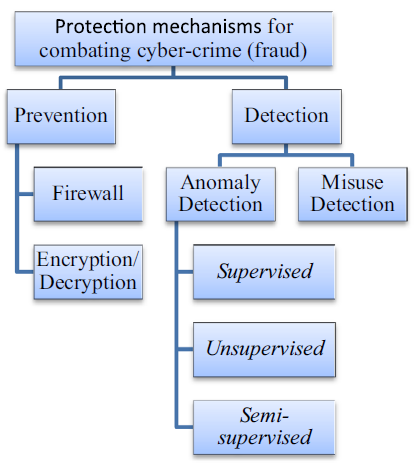 Protection mechanisms for
combating cyber-crime (fraud)
Prevention
Detection
Firewall
Encryption/
Decryption
Anomaly
Detection
Misuse
Detection
Supervised
Unsupervised
Semi-
supervised